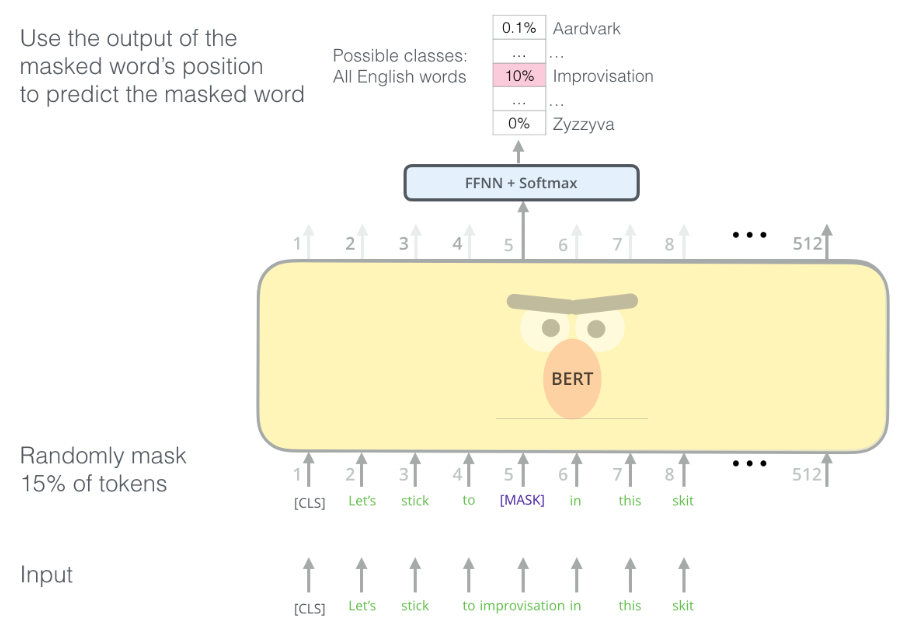 Use the output of the
masked word's position
to predict the masked word
Possible classes:
All English words
0.1% Aardvark
... ...
10% Improvisation
... ...
0% Zyzzyva
FFNN + Softmax
1 2 3 4 5 6 7 8 ••• 512
BERT
Randomly mask
15% of tokens
1 2 3 4 5 6 7 8 ••• 512
[CLS] Let's stick to [MASK] in this skit
Input
[CLS] Let's stick to improvisation in this skit